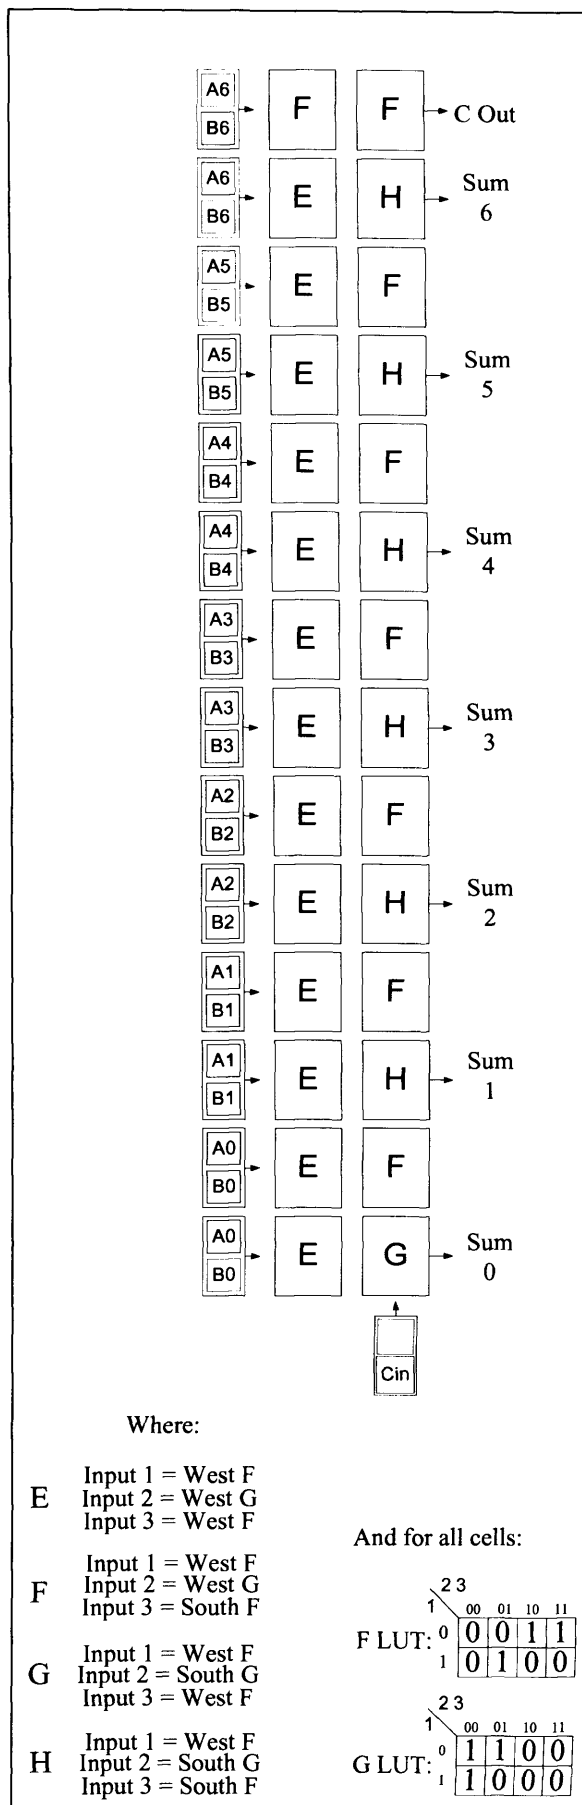 A6
B6
F F C Out
A6
B6
E H Sum
6
A5
B5
E F
A5
B5
E H Sum
5
A4
B4
E F
A4
B4
E H Sum
4
A3
B3
E F
A3
B3
E H Sum
3
A2
B2
E F
A2
B2
E H Sum
2
A1
B1
E F
A1
B1
E H Sum
1
A0
B0
E F
A0
B0
E G Sum
0
Cin
Where:
E
Input 1 = West F
Input 2 = West G
Input 3 = West F
F
Input 1 = West F
Input 2 = West G
Input 3 = South F
G
Input 1 = West F
Input 2 = South G
Input 3 = West F
H
Input 1 = West F
Input 2 = South G
Input 3 = South F
And for all cells:
2 3
1 00 01 10 11
F LUT: 0 0 0 1 1
1 0 1 0 0
2 3
1 00 01 10 11
G LUT: 0 1 1 0 0
1 1 0 0 0